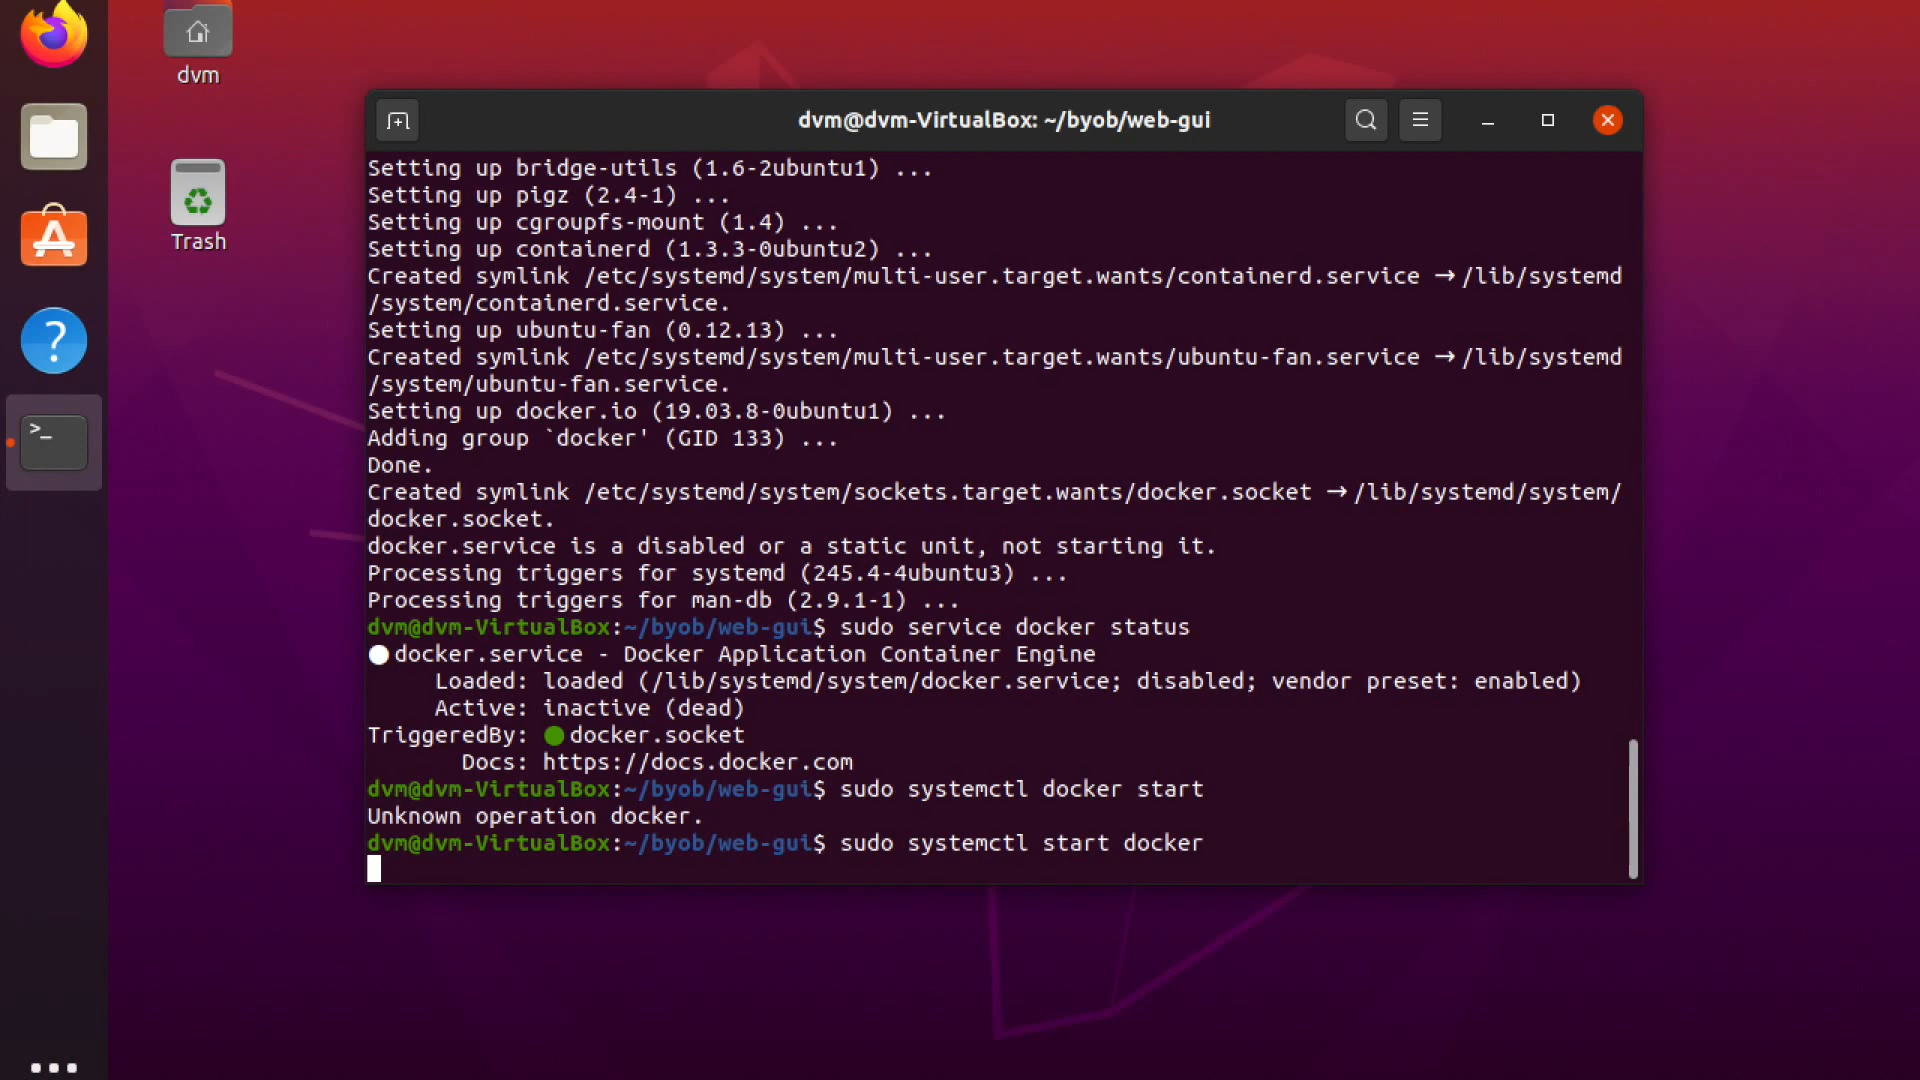 dvm
Trash
dvm@dvm-VirtualBox: ~/byob/web-gui
Setting up bridge-utils (1.6-2ubuntu1) ...
Setting up pigz (2.4-1) ...
Setting up cgroupfs-mount (1.4) ...
Setting up containerd (1.3.3-0ubuntu2) ...
Created symlink /etc/systemd/system/multi-user.target.wants/containerd.service → /lib/systemd
/system/containerd.service.
Setting up ubuntu-fan (0.12.13) ...
Created symlink /etc/systemd/system/multi-user.target.wants/ubuntu-fan.service → /lib/systemd
/system/ubuntu-fan.service.
Setting up docker.io (19.03.8-0ubuntu1) ...
Adding group `docker' (GID 133) ...
Done.
Created symlink /etc/systemd/system/sockets.target.wants/docker.socket → /lib/systemd/system/
docker.socket.
docker.service is a disabled or a static unit, not starting it.
Processing triggers for systemd (245.4-4ubuntu3) ...
Processing triggers for man-db (2.9.1-1) ...
dvm@dvm-VirtualBox:~/byob/web-gui$ sudo service docker status
● docker.service - Docker Application Container Engine
Loaded: loaded (/lib/systemd/system/docker.service; disabled; vendor preset: enabled)
Active: inactive (dead)
TriggeredBy: ● docker.socket
Docs: https://docs.docker.com
dvm@dvm-VirtualBox:~/byob/web-gui$ sudo systemctl docker start
Unknown operation docker.
dvm@dvm-VirtualBox:~/byob/web-gui$ sudo systemctl start docker